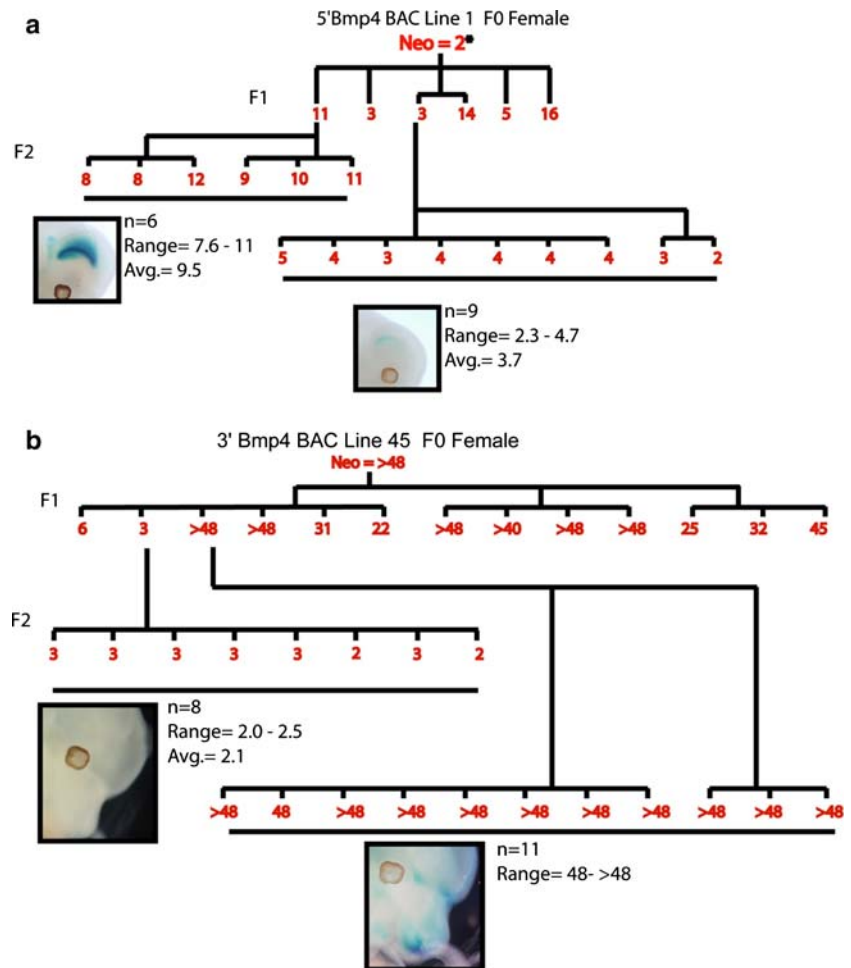 a
5'Bmp4 BAC Line 1 F0 Female
Neo = 2*
F1
11 3 3 14 5 16
F2
8 8 12 9 10 11
n=6
Range= 7.6 - 11
Avg.= 9.5
5 4 3 4 4 4 4 3 2
n=9
Range= 2.3 - 4.7
Avg.= 3.7
b
3' Bmp4 BAC Line 45 F0 Female
Neo = >48
F1
6 3 >48 >48 31 22 >48 >40 >48 >48 25 32 45
F2
3 3 3 3 3 2 3 2
n=8
Range= 2.0 - 2.5
Avg.= 2.1
>48 48 >48 >48 >48 >48 >48 >48 >48 >48 >48
n=11
Range= 48- >48